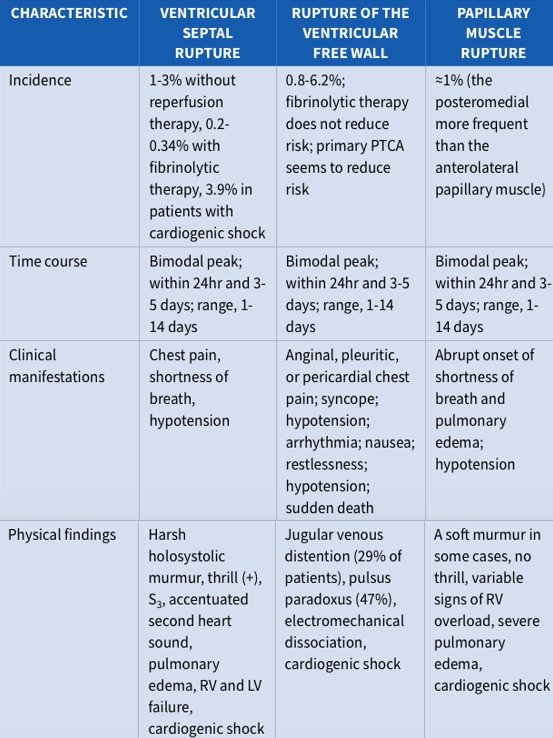 CHARACTERISTIC
VENTRICULAR
SEPTAL
RUPTURE
RUPTURE OF THE
VENTRICULAR
FREE WALL
PAPILLARY
MUSCLE
RUPTURE
Incidence
1-3% without
reperfusion
therapy, 0.2-
0.34% with
fibrinolytic
therapy, 3.9% in
patients with
cardiogenic shock
0.8-6.2%;
fibrinolytic therapy
does not reduce
risk; primary PTCA
seems to reduce
risk
≈1% (the
posteromedial
more frequent
than the
anterolateral
papillary muscle)
Time course
Bimodal peak;
within 24hr and 3-
5 days; range, 1-
14 days
Bimodal peak;
within 24hr and 3-5
days; range, 1-14
days
Bimodal peak;
within 24hr and 3-
5 days; range, 1-
14 days
Clinical
manifestations
Chest pain,
shortness of
breath,
hypotension
Anginal, pleuritic,
or pericardial chest
pain; syncope;
hypotension;
arrhythmia; nausea;
restlessness;
hypotension;
sudden death
Abrupt onset of
shortness of
breath and
pulmonary
edema;
hypotension
Physical findings
Harsh
holosystolic
murmur, thrill (+),
S₃, accentuated
second heart
sound,
pulmonary
edema, RV and LV
failure,
cardiogenic shock
Jugular venous
distention (29% of
patients), pulsus
paradoxus (47%),
electromechanical
dissociation,
cardiogenic shock
A soft murmur in
some cases, no
thrill, variable
signs of RV
overload, severe
pulmonary
edema,
cardiogenic shock